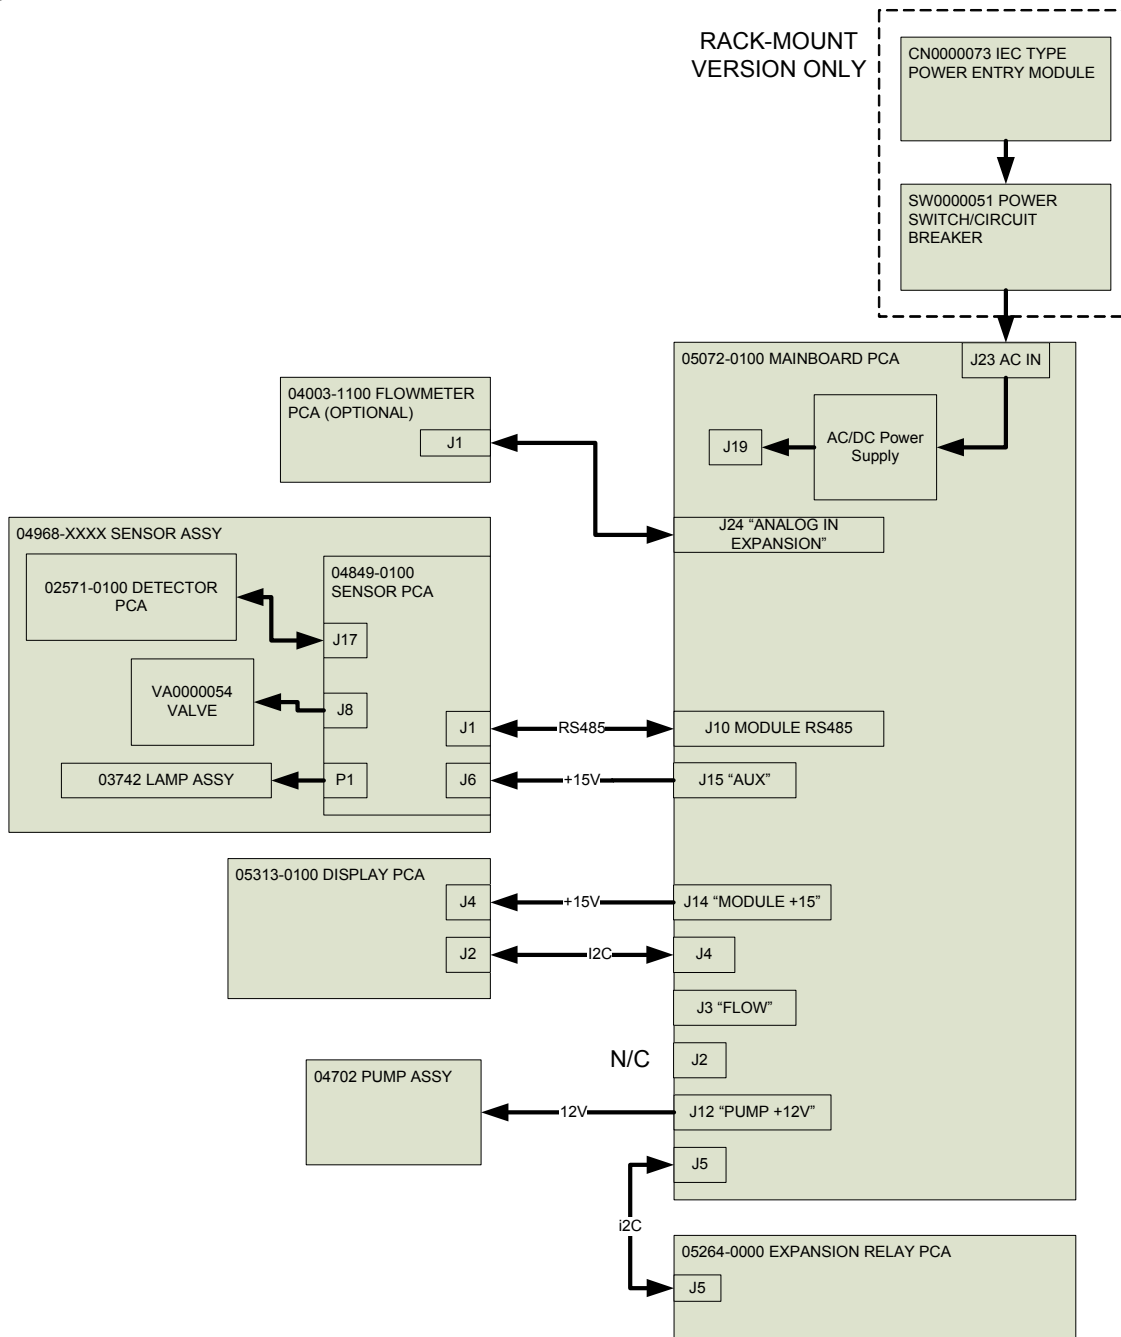 RACK-MOUNT
VERSION ONLY
CN0000073 IEC TYPE
POWER ENTRY MODULE
SW0000051 POWER
SWITCH/CIRCUIT
BREAKER
05072-0100 MAINBOARD PCA
J23 AC IN
04003-1100 FLOWMETER
PCA (OPTIONAL)
J1
J19
AC/DC Power
Supply
J24 “ANALOG IN
EXPANSION”
04968-XXXX SENSOR ASSY
02571-0100 DETECTOR
PCA
04849-0100
SENSOR PCA
J17
VA0000054
VALVE
J8
J1
RS485
J10 MODULE RS485
03742 LAMP ASSY
P1
J6
+15V
J15 “AUX”
05313-0100 DISPLAY PCA
J4
+15V
J14 “MODULE +15”
J2
I2C
J4
J3 “FLOW”
N/C
J2
04702 PUMP ASSY
12V
J12 “PUMP +12V”
J5
i2C
05264-0000 EXPANSION RELAY PCA
J5